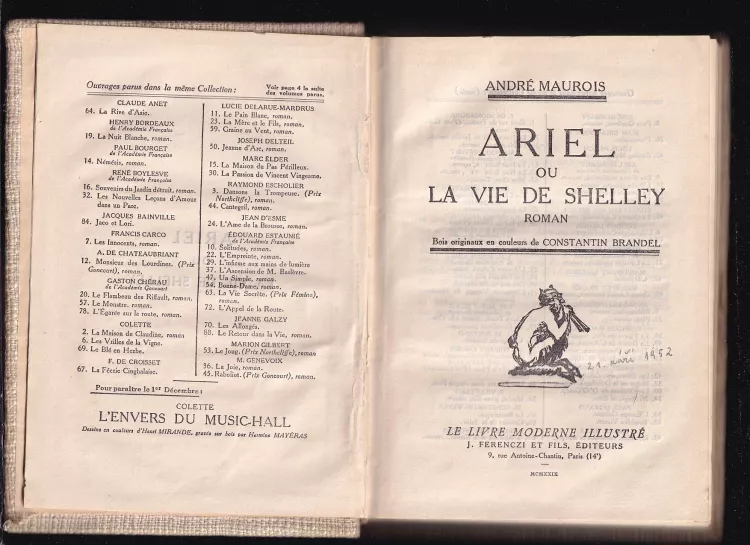 Ouvrages parus dans la même Collection :
Voir page 4 la suite
des volumes parus.
CLAUDE ANET
64. La Rive d'Asie.
HENRY BORDEAUX
de l'Académie Française
19. La Nuit Blanche, roman.
PAUL BOURGET
de l'Académie Française
14. Némésis, roman.
RENÉ BOYLESVE
de l'Académie Française
16. Souvenirs du Jardin détruit, roman.
32. Les Nouvelles Leçons d'Amour
dans un Parc.
JACQUES BAINVILLE
84. Jaco et Lori.
FRANCIS CARCO
7. Les Innocents, roman.
A. DE CHATEAUBRIANT
12. Monsieur des Lourdines. (Prix
Goncourt), roman.
GASTON CHÉRAU
de l'Académie Goncourt
20. Le Flambeau des Riffault, roman.
57. Le Monstre, roman.
78. L'Égarée sur la route, roman.
COLETTE
2. La Maison de Claudine, roman
6. Les Vrilles de la Vigne.
69. Le Blé en Herbe.
F. DE CROISSET
67. La Féerie Cinghalaise.
LUCIE DELARUE-MARDRUS
11. Le Pain Blanc, roman.
23. La Mère et le Fils, roman.
59. Graine au Vent, roman.
JOSEPH DELTEIL
50. Jeanne d'Arc, roman.
MARC ELDER
15. La Maison du Pas Périlleux.
30. La Passion de Vincent Vingeame.
RAYMOND ESCHOLIER
3. Dansons la Trompeuse. (Prix
Northcliffe), roman.
44. Cantegril, roman.
JEAN D'ESME
24. L'Ame de la Brousse, roman.
ÉDOUARD ESTAUNIÉ
de l'Académie Française
10. Solitudes, roman.
22. L'Empreinte, roman.
29. L'Infirme aux mains de lumière
37. L'Ascension de M. Baslèvre.
47. Un Simple, roman.
54. Bonne-Dame, roman.
63. La Vie Secrète. (Prix Fémina),
roman.
72. L'Appel de la Route.
JEANNE GALZY
70. Les Allongés.
88. Le Retour dans la Vie, roman.
MARION GILBERT
53. Le Joug. (Prix Northcliffe), roman.
M. GENEVOIX
36. La Joie, roman.
45. Raboliot. (Prix Goncourt), roman.
Pour paraître le 1er Décembre :
COLETTE
L'ENVERS DU MUSIC-HALL
Dessins en couleurs d'Henri MIRANDE, gravés sur bois par Hermine MAYÉRAS
ANDRÉ MAUROIS
ARIEL
OU
LA VIE DE SHELLEY
ROMAN
Bois originaux en couleurs de CONSTANTIN BRANDEL
1952
LE LIVRE MODERNE ILLUSTRÉ
J. FERENCZI ET FILS, ÉDITEURS
9, rue Antoine-Chantin, Paris (14e)
MCMXXIX